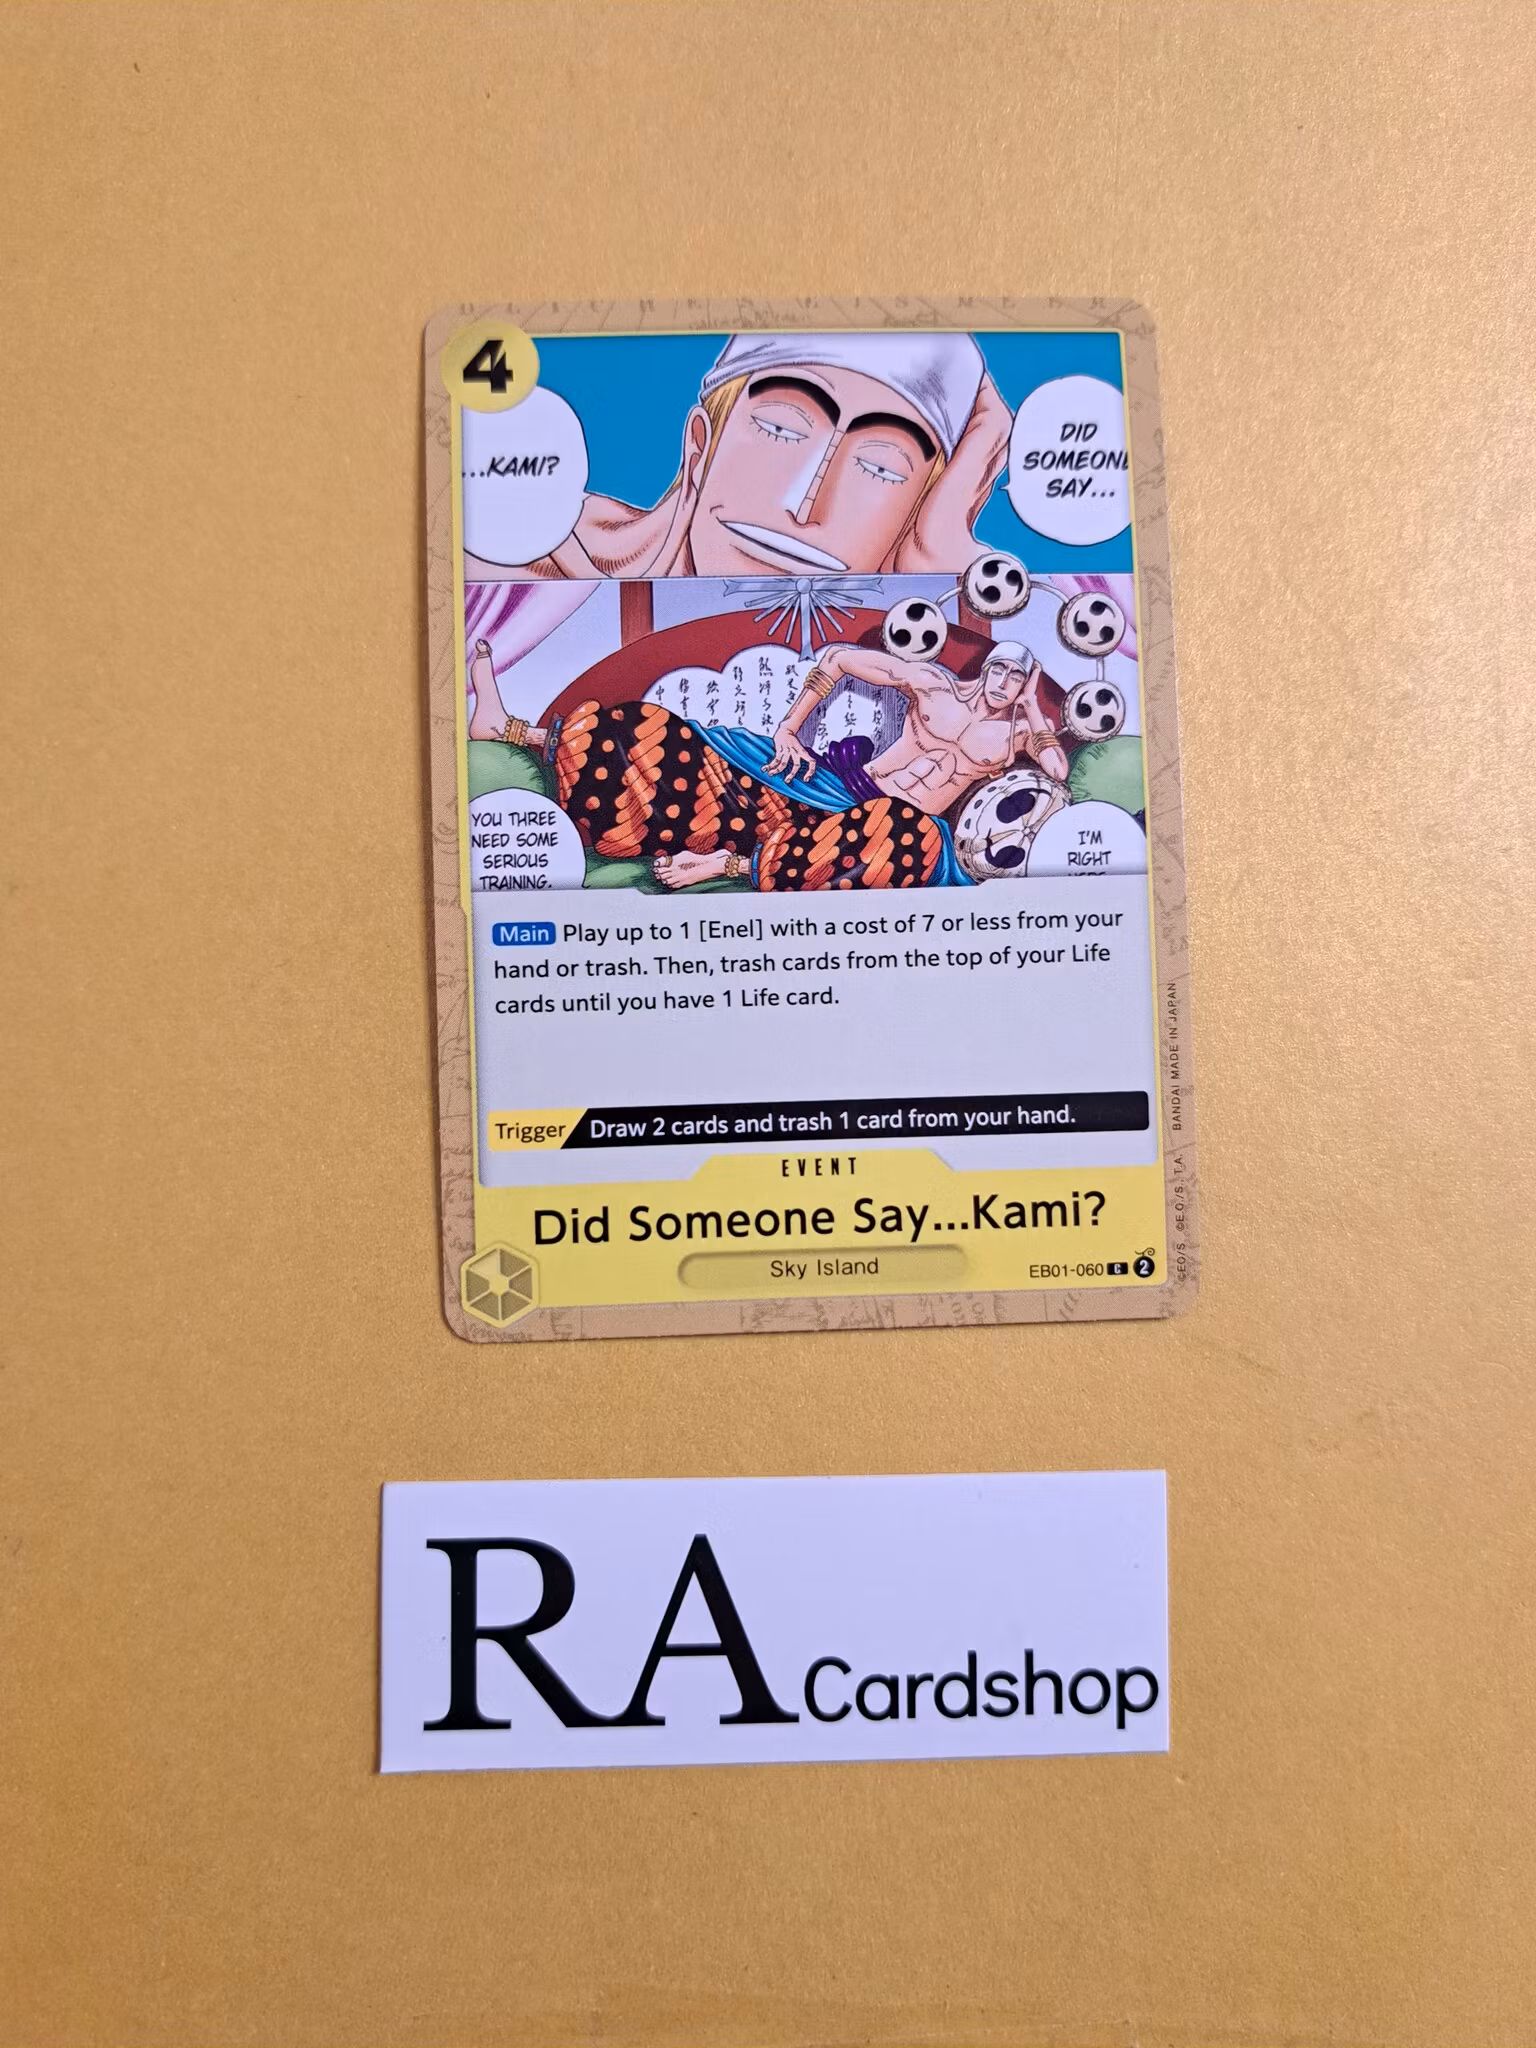 4
DID
SOMEONE
SAY...
...KAMI?
YOU THREE
NEED SOME
SERIOUS
TRAINING.
I'M
RIGHT
Main Play up to 1 [Enel] with a cost of 7 or less from your
hand or trash. Then, trash cards from the top of your Life
cards until you have 1 Life card.
Trigger Draw 2 cards and trash 1 card from your hand.
EVENT
Did Someone Say...Kami?
Sky Island
EB01-060 C 2
©E.O/S. ©E.O./S., T.A. BANDAI MADE IN JAPAN
RA Cardshop